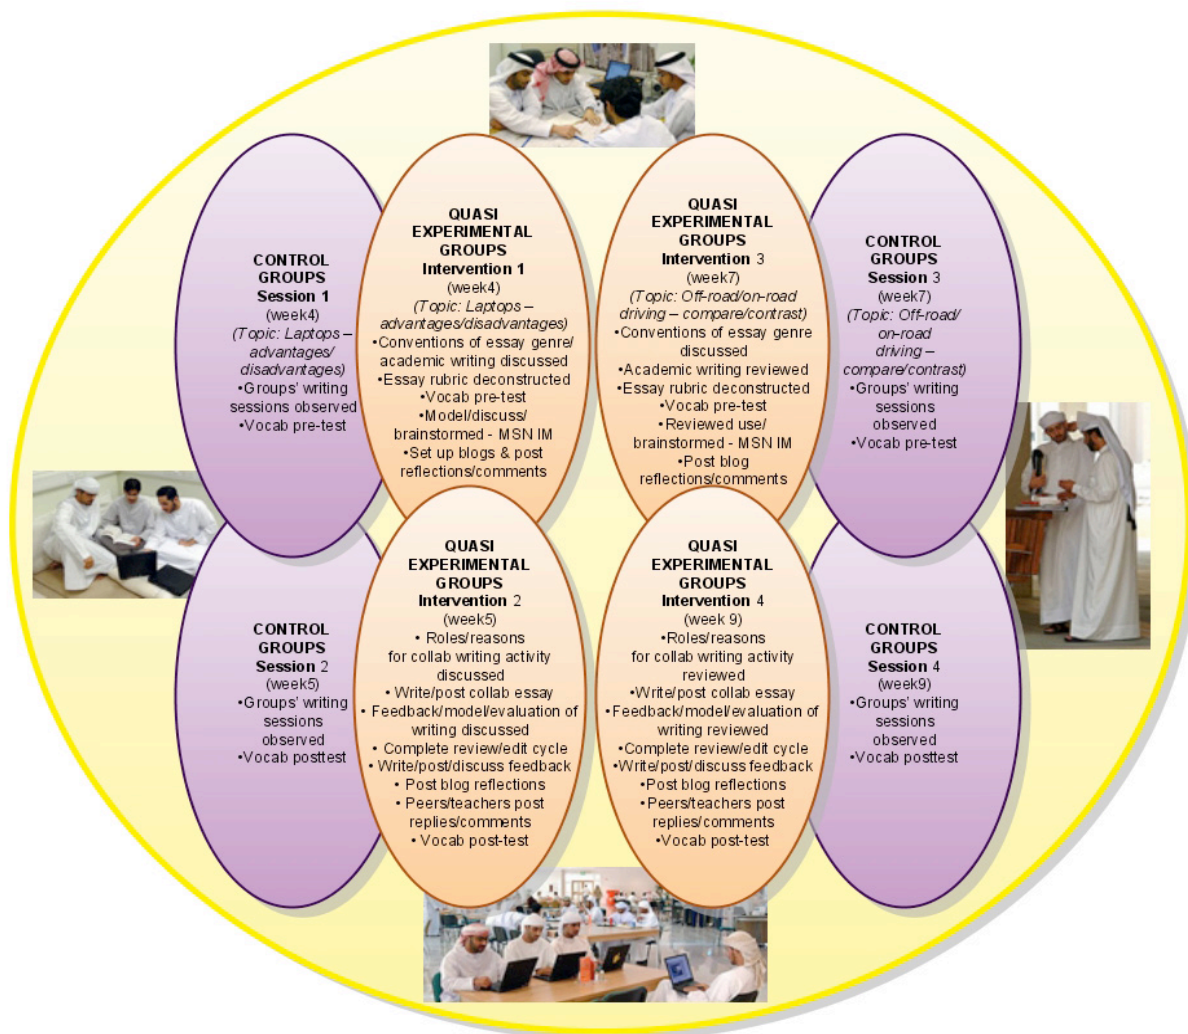 CONTROL
GROUPS
Session 1
(week4)
(Topic: Laptops –
advantages/
disadvantages)
•Groups' writing
sessions observed
•Vocab pre-test
QUASI
EXPERIMENTAL
GROUPS
Intervention 1
(week4)
(Topic: Laptops –
advantages/disadvantages)
•Conventions of essay genre/
academic writing discussed
•Essay rubric deconstructed
•Vocab pre-test
•Model/discuss/
brainstormed - MSN IM
•Set up blogs & post
reflections/comments
QUASI
EXPERIMENTAL
GROUPS
Intervention 3
(week7)
(Topic: Off-road/on-road
driving – compare/contrast)
•Conventions of essay genre
discussed
•Academic writing reviewed
•Essay rubric deconstructed
•Vocab pre-test
•Reviewed use/
brainstormed - MSN IM
•Post blog
reflections/comments
CONTROL
GROUPS
Session 3
(week7)
(Topic: Off-road/
on-road
driving –
compare/contrast)
•Groups' writing
sessions
observed
•Vocab pre-test
CONTROL
GROUPS
Session 2
(week5)
•Groups' writing
sessions
observed
•Vocab posttest
QUASI
EXPERIMENTAL
GROUPS
Intervention 2
(week5)
• Roles/reasons
for collab writing activity
discussed
•Write/post collab essay
• Feedback/model/evaluation of
writing discussed
• Complete review/edit cycle
• Write/post/discuss feedback
• Post blog reflections
• Peers/teachers post
replies/comments
• Vocab post-test
QUASI
EXPERIMENTAL
GROUPS
Intervention 4
(week 9)
•Roles/reasons
for collab writing activity
reviewed
•Write/post collab essay
•Feedback/model/evaluation of
writing reviewed
•Complete review/edit cycle
•Write/post/discuss feedback
•Post blog reflections
•Peers/teachers post
replies/comments
•Vocab post-test
CONTROL
GROUPS
Session 4
(week9)
•Groups' writing
sessions
observed
•Vocab posttest